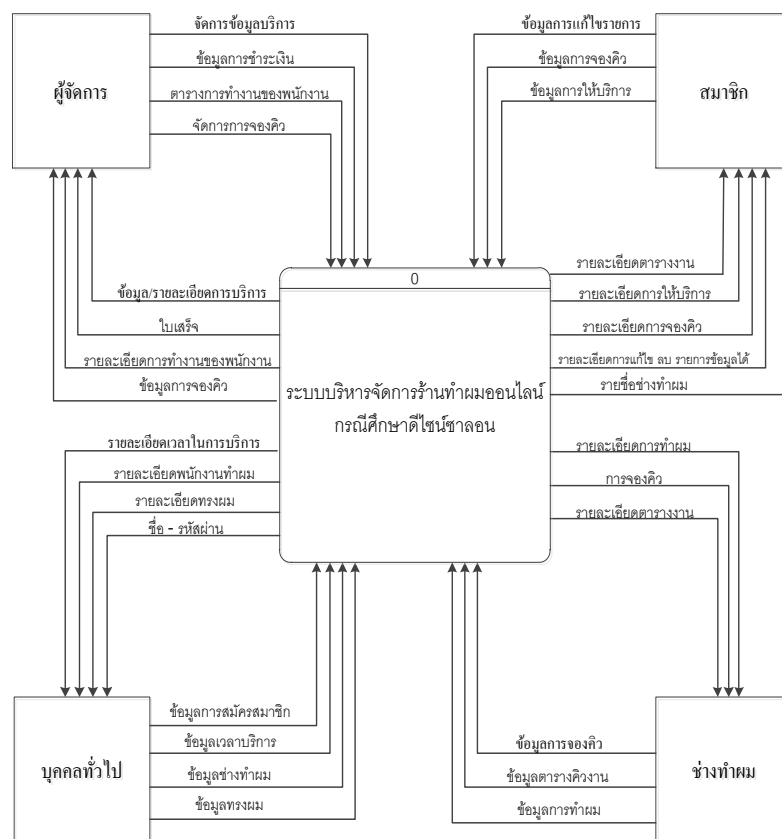 จัดการข้อมูลบริการ
ข้อมูลการชำระเงิน
ตารางการทำงานของพนักงาน
จัดการการจองคิว
ผู้จัดการ
ข้อมูลการแก้ไขรายการ
ข้อมูลการจองคิว
ข้อมูลการให้บริการ
สมาชิก
ข้อมูล/รายละเอียดการบริการ
ใบเสร็จ
รายละเอียดการทำงานของพนักงาน
ข้อมูลการจองคิว
0
ระบบบริหารจัดการร้านทำผมออนไลน์
กรณีศึกษาดีไซน์ซาลอน
รายละเอียดตารางงาน
รายละเอียดการให้บริการ
รายละเอียดการจองคิว
รายละเอียดการแก้ไข ลบ รายการข้อมูลได้
รายชื่อช่างทำผม
รายละเอียดเวลาในการบริการ
รายละเอียดพนักงานทำผม
รายละเอียดทรงผม
ชื่อ - รหัสผ่าน
รายละเอียดการทำผม
การจองคิว
รายละเอียดตารางงาน
บุคคลทั่วไป
ข้อมูลการสมัครสมาชิก
ข้อมูลเวลาบริการ
ข้อมูลช่างทำผม
ข้อมูลทรงผม
ข้อมูลการจองคิว
ข้อมูลตารางคิวงาน
ข้อมูลการทำผม
ช่างทำผม